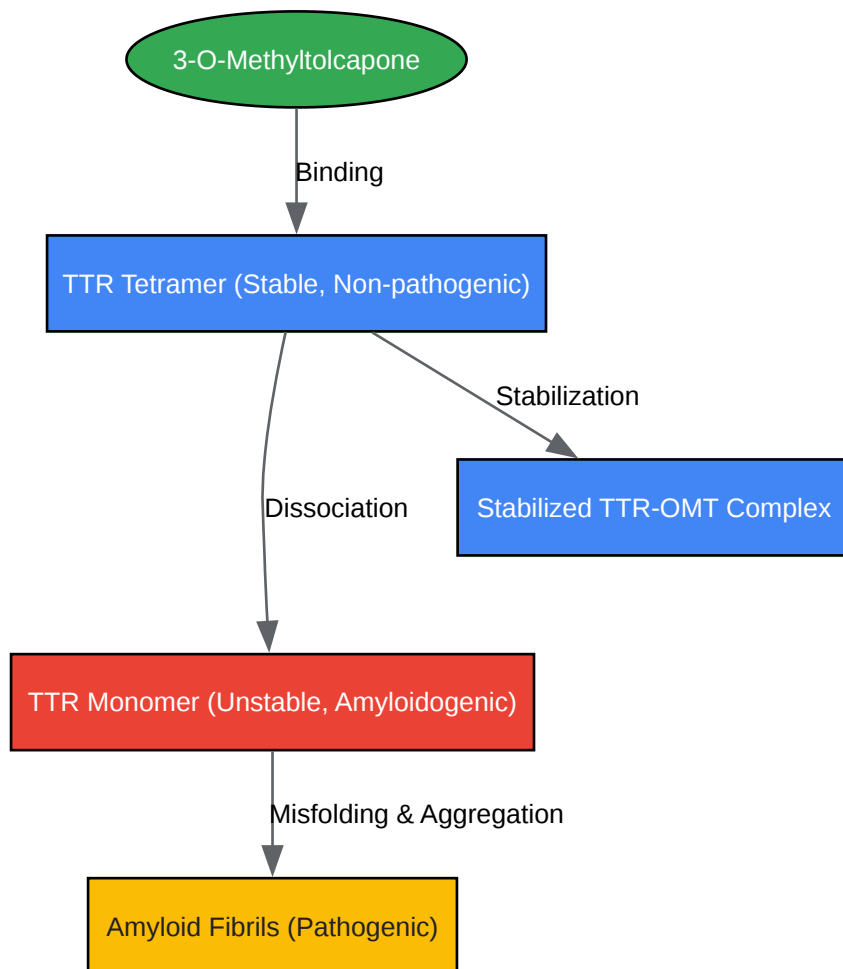 3-O-Methyltolcapone
Binding
TTR Tetramer (Stable, Non-pathogenic)
Stabilization
Stabilized TTR-OMT Complex
Dissociation
TTR Monomer (Unstable, Amyloidogenic)
Misfolding & Aggregation
Amyloid Fibrils (Pathogenic)